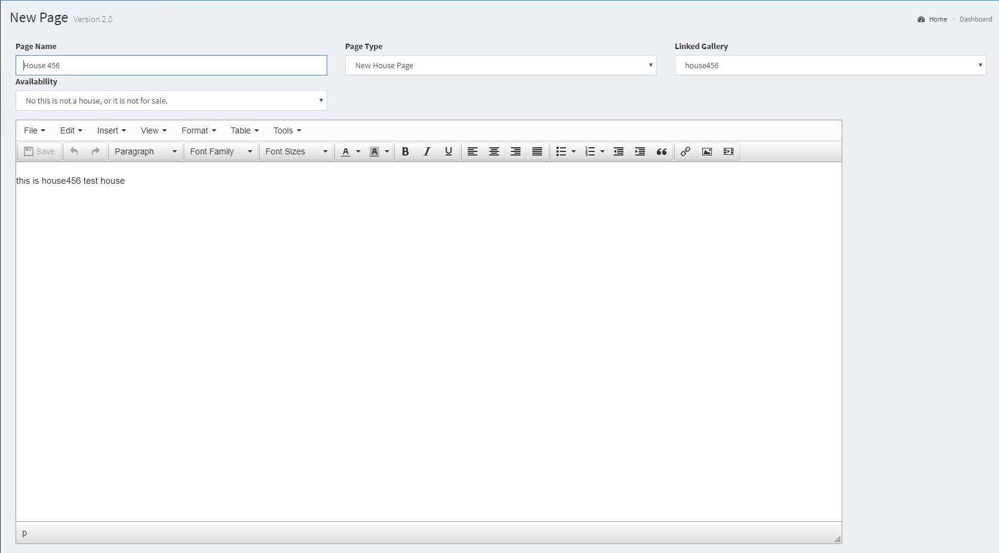 New Page Version 2.0
Home > Dashboard
Page Name
Page Type
Linked Gallery
House 456
New House Page
house456
Availability
No this is not a house, or it is not for sale.
File Edit Insert View Format Table Tools
Save Paragraph Font Family Font Sizes A A B I U
this is house456 test house
p